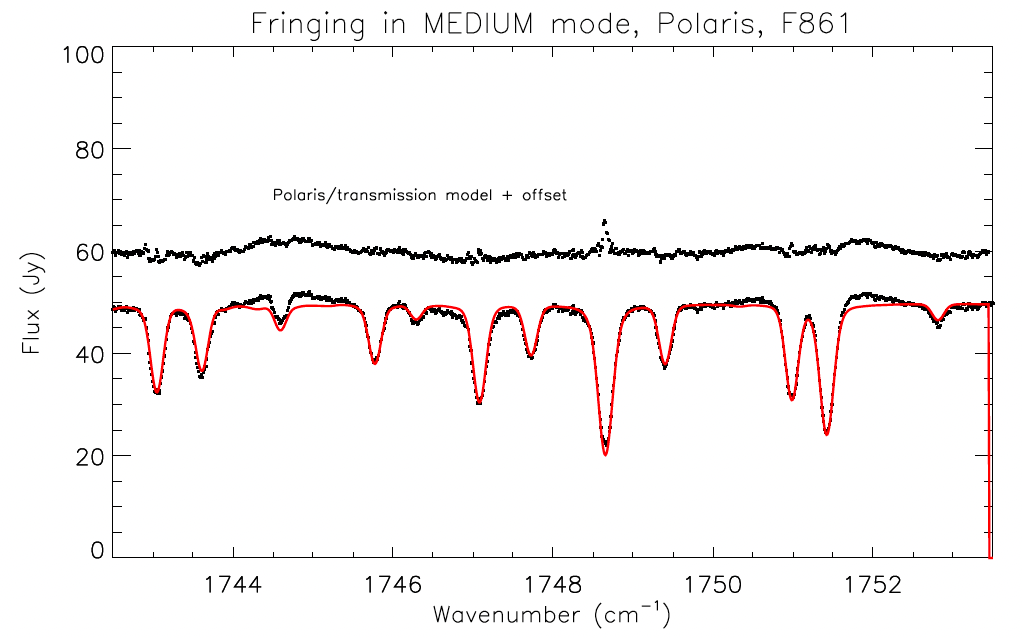 Fringing in MEDIUM mode, Polaris, F861
100
80
Polaris/transmission model + offset
60
Flux (Jy)
40
20
0
1744 1746 1748 1750 1752
Wavenumber (cm⁻¹)